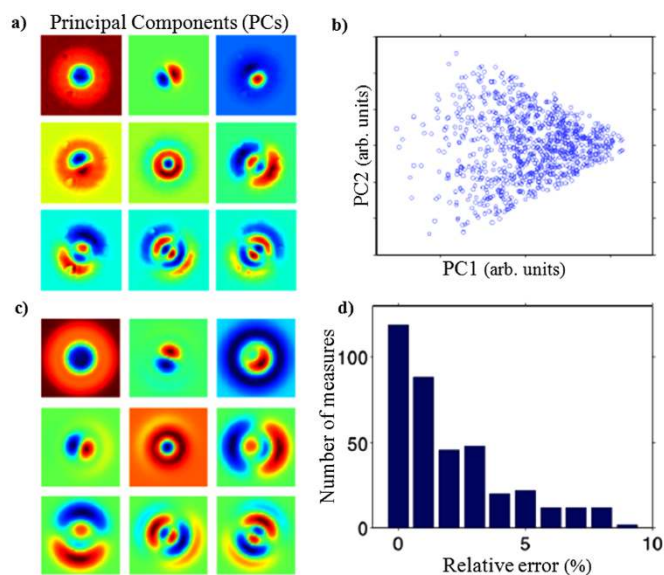 a)
Principal Components (PCs)
b)
PC2 (arb. units)
PC1 (arb. units)
c)
d)
Number of measures
100
50
0
0
5
10
Relative error (%)